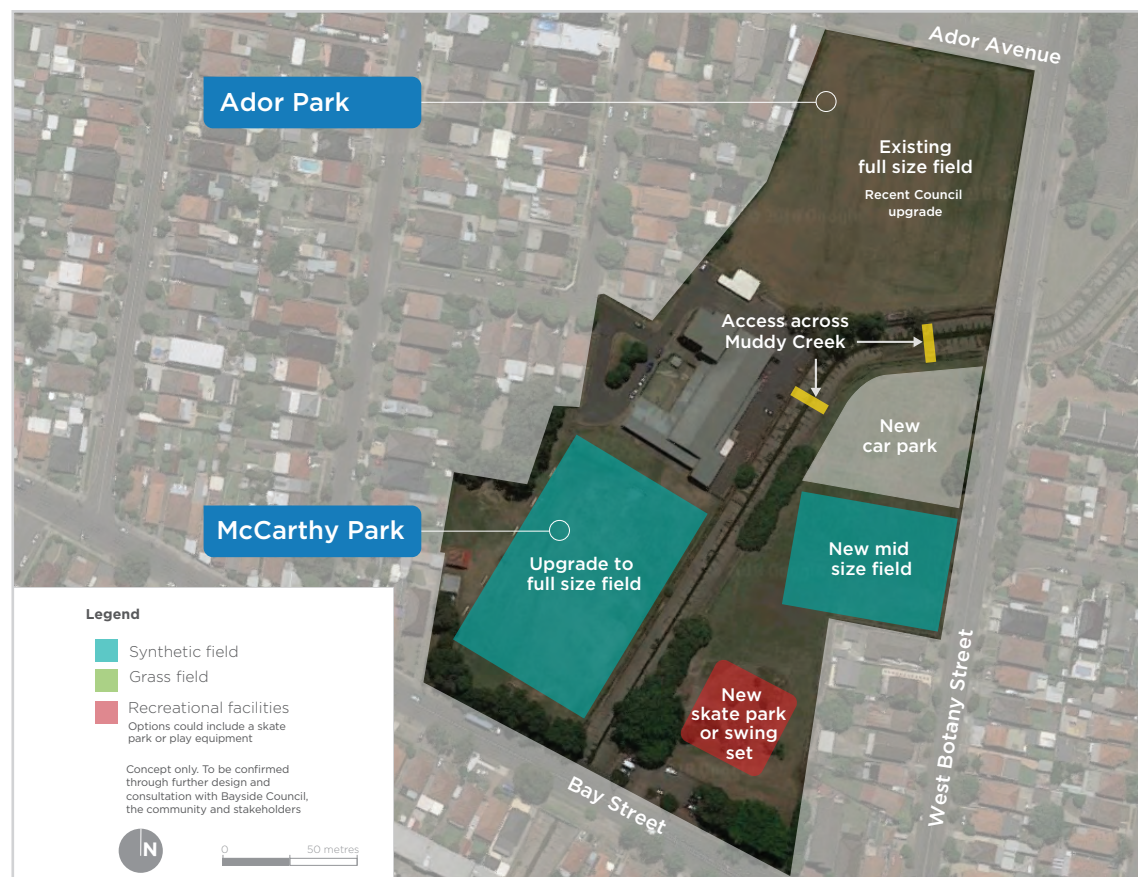 Ador Avenue
Ador Park
Existing
full size field
Recent Council
upgrade
Access across
Muddy Creek
New
car park
McCarthy Park
Upgrade to
full size field
New mid
size field
New
skate park
or swing
set
Bay Street
West Botany Street
Legend
Synthetic field
Grass field
Recreational facilities
Options could include a skate
park or play equipment
Concept only. To be confirmed
through further design and
consultation with Bayside Council,
the community and stakeholders
N
0 50 metres